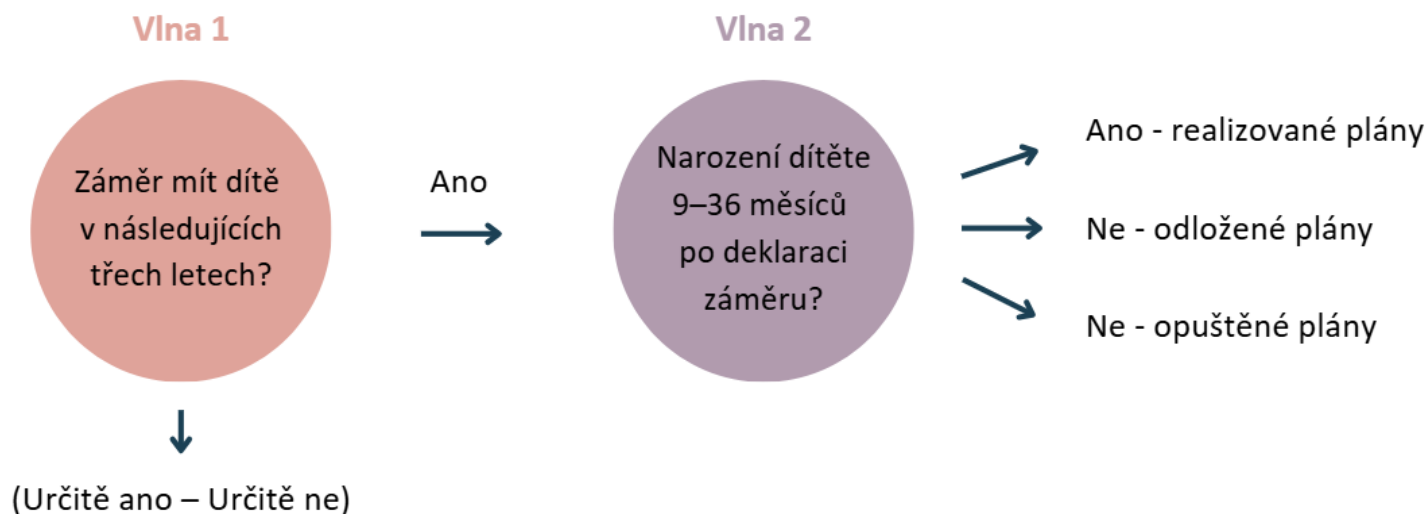 Vlna 1
Záměr mít dítě
v následujících
třech letech?
(Určitě ano – Určitě ne)
Ano
Vlna 2
Narození dítěte
9–36 měsíců
po deklaraci
záměru?
Ano - realizované plány
Ne - odložené plány
Ne - opuštěné plány